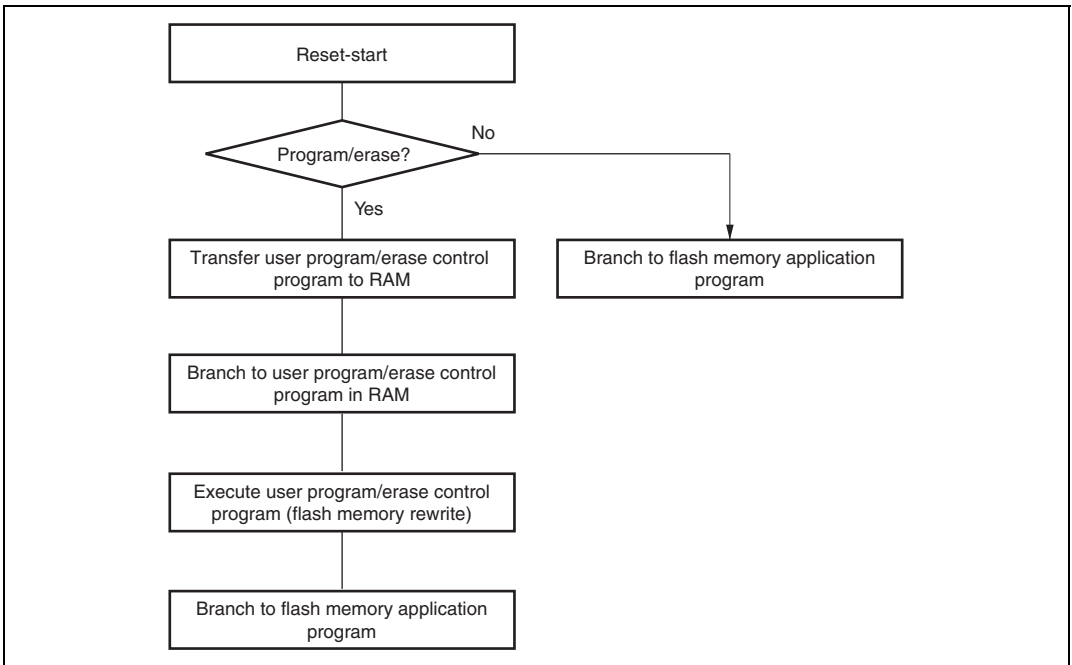 Reset-start
No
Program/erase?
Yes
Transfer user program/erase control
program to RAM
Branch to flash memory application
program
Branch to user program/erase control
program in RAM
Execute user program/erase control
program (flash memory rewrite)
Branch to flash memory application
program